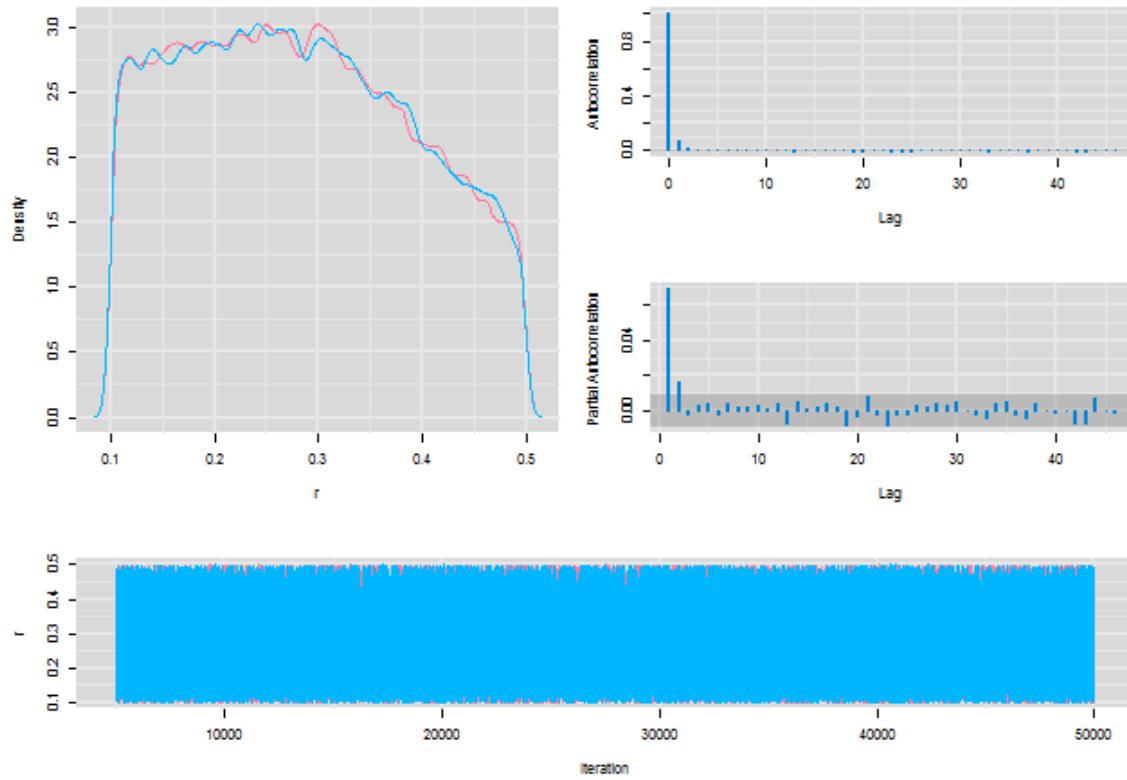 Density
0.0 0.5 1.0 1.5 2.0 2.5 3.0
0.1 0.2 0.3 0.4 0.5
r
Autocorrelation
0.0 0.4 0.8
0 10 20 30 40
Lag
Partial Autocorrelation
0.00 0.04
0 10 20 30 40
Lag
r
0.1 0.2 0.3 0.4 0.5
10000 20000 30000 40000 50000
Iteration